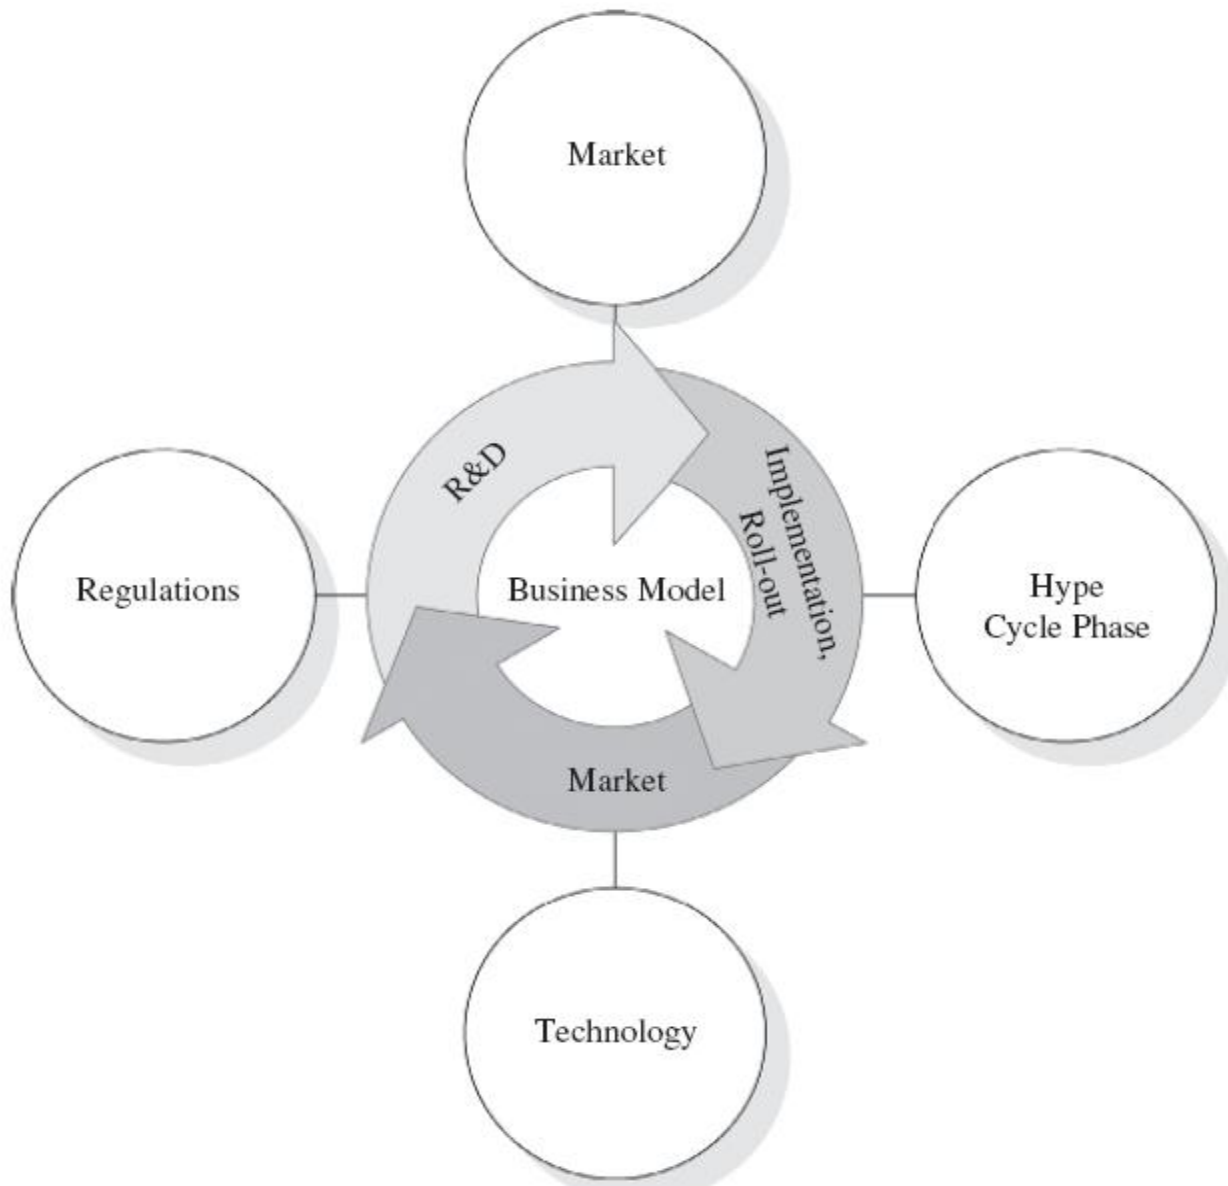 Market
R&D
Implementation,
Roll-out
Regulations
Business Model
Hype
Cycle Phase
Market
Technology